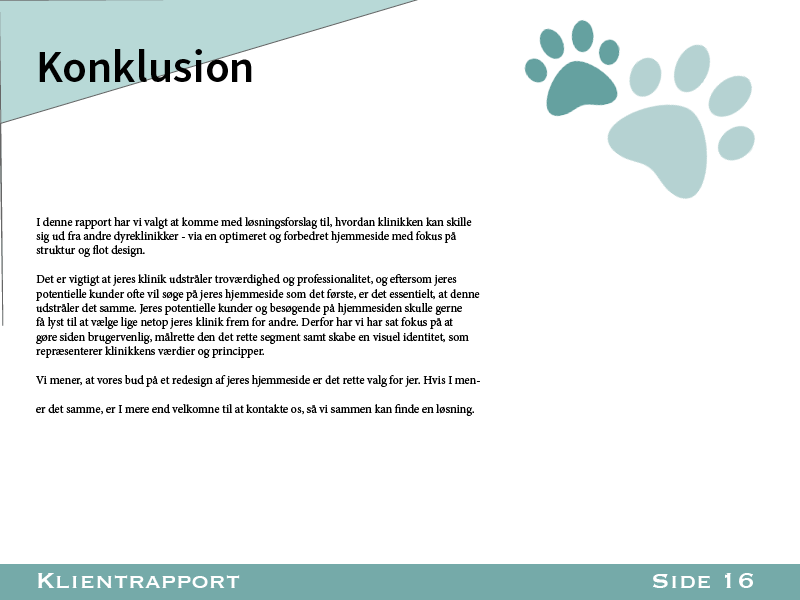 Konklusion
I denne rapport har vi valgt at komme med løsningsforslag til, hvordan klinikken kan skille
sig ud fra andre dyreklinikker - via en optimeret og forbedret hjemmeside med fokus på
struktur og flot design.
Det er vigtigt at jeres klinik udstråler troværdighed og professionalitet, og eftersom jeres
potentielle kunder ofte vil søge på jeres hjemmeside som det første, er det essentielt, at denne
udstråler det samme. Jeres potentielle kunder og besøgende på hjemmesiden skulle gerne
få lyst til at vælge lige netop jeres klinik frem for andre. Derfor har vi har sat fokus på at
gøre siden brugervenlig, målrette den det rette segment samt skabe en visuel identitet, som
repræsenterer klinikkens værdier og principper.
Vi mener, at vores bud på et redesign af jeres hjemmeside er det rette valg for jer. Hvis I men-
er det samme, er I mere end velkomne til at kontakte os, så vi sammen kan finde en løsning.
Klientrapport
Side 16